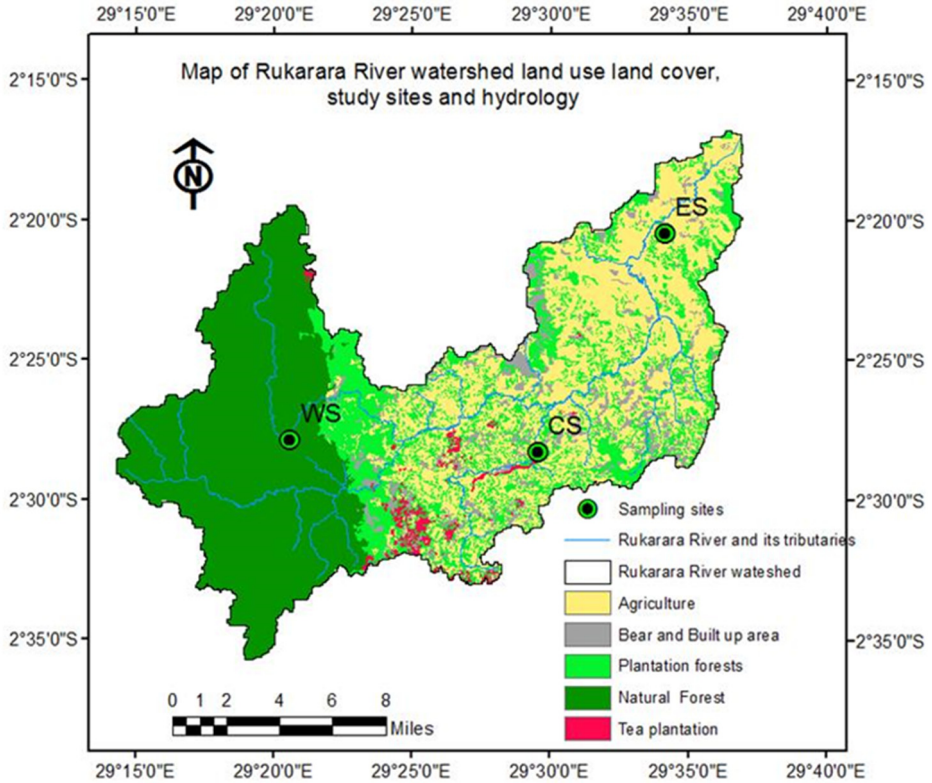 29°15'0"E 29°20'0"E 29°25'0"E 29°30'0"E 29°35'0"E 29°40'0"E
Map of Rukarara River watershed land use land cover,
study sites and hydrology
2°15'0"S 2°15'0"S
N
ES
2°20'0"S 2°20'0"S
2°25'0"S 2°25'0"S
WS
CS
2°30'0"S 2°30'0"S
Sampling sites
Rukarara River and its tributaries
Rukarara River wateshed
Agriculture
Bear and Built up area
2°35'0"S 2°35'0"S
Plantation forests
Natural Forest
Tea plantation
0 1 2 4 6 8
Miles
29°15'0"E 29°20'0"E 29°25'0"E 29°30'0"E 29°35'0"E 29°40'0"E